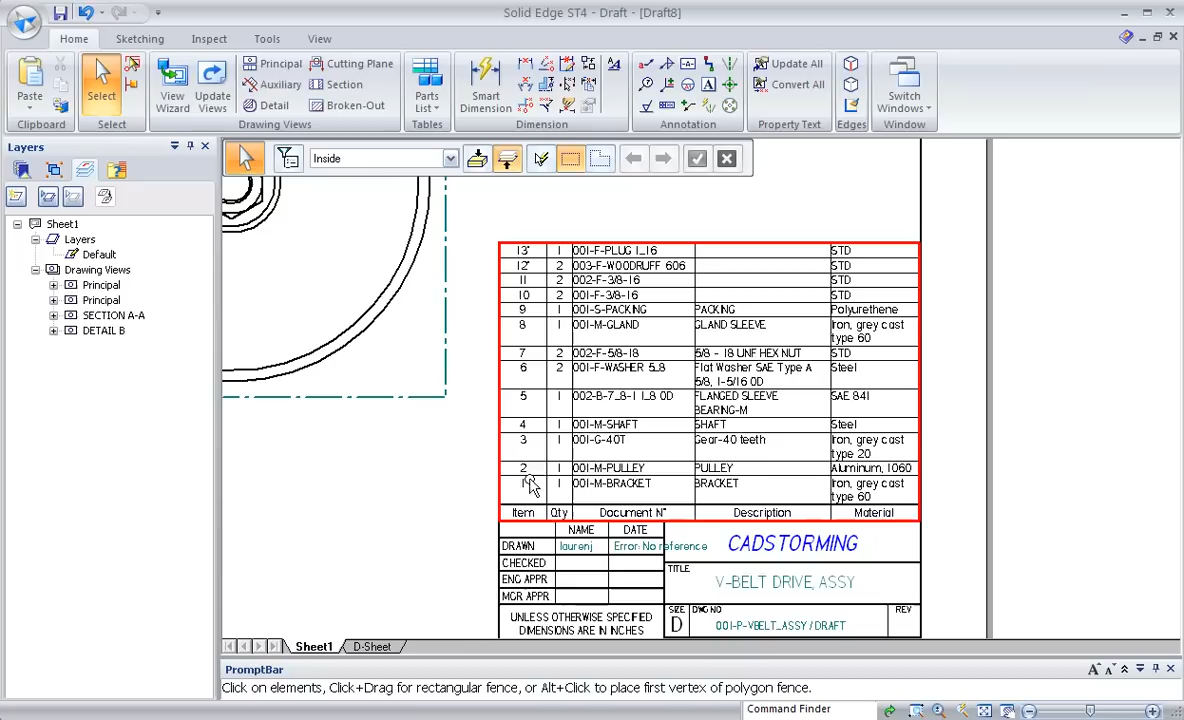 Solid Edge ST4 - Draft - [Draft8]
Home Sketching Inspect Tools View
Paste
Clipboard
Select
Select
View Wizard
Update Views
Principal
Auxiliary
Detail
Cutting Plane
Section
Broken-Out
Drawing Views
Parts List
Tables
Smart Dimension
Dimension
Annotation
Update All
Convert All
Property Text
Edges
Switch Windows
Window
Layers
Inside
Sheet1
Layers
Default
Drawing Views
Principal
Principal
SECTION A-A
DETAIL B
13* 1 001-F-PLUG 1_16 STD
12* 2 003-F-WOODRUFF 606 STD
11 2 002-F-3/8-16 STD
10 2 001-F-3/8-16 STD
9 1 001-S-PACKING PACKING Polyurethene
8 1 001-M-GLAND GLAND SLEEVE Iron, grey cast
type 60
7 2 002-F-5/8-18 5/8 - 18 UNF HEX NUT STD
6 2 001-F-WASHER 5_8 Flat Washer SAE Type A Steel
5/8, 1-5/16 OD
5 1 002-B-7_8-1 1_8 OD FLANGED SLEEVE SAE 841
BEARING-M
4 1 001-M-SHAFT SHAFT Steel
3 1 001-G-40T Gear-40 teeth Iron, grey cast
type 20
2 1 001-M-PULLEY PULLEY Aluminum, 1060
1 1 001-M-BRACKET BRACKET Iron, grey cast
type 60
Item Qty Document N° Description Material
NAME DATE
DRAWN laurenj Error: No reference
CHECKED
ENG APPR
MGR APPR
UNLESS OTHERWISE SPECIFIED
DIMENSIONS ARE IN INCHES
CADSTORMING
TITLE
V-BELT DRIVE, ASSY
SIZE DWG NO REV
D 001-P-VBELT_ASSY / DRAFT
Sheet1 D-Sheet
PromptBar
Click on elements, Click+Drag for rectangular fence, or Alt+Click to place first vertex of polygon fence.
Command Finder